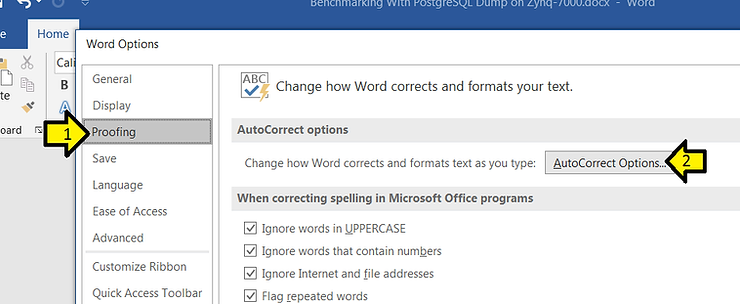 Benchmarking With PostgreSQL Dump on Zynq-7000.docx - Word
Home
Word Options
Cali
B
A
General
Display
Proofing
Save
Language
Ease of Access
Advanced
Customize Ribbon
Quick Access Toolbar
1
ABC
Change how Word corrects and formats your text.
AutoCorrect options
Change how Word corrects and formats text as you type:
AutoCorrect Options...
2
When correcting spelling in Microsoft Office programs
Ignore words in UPPERCASE
Ignore words that contain numbers
Ignore Internet and file addresses
Flag repeated words